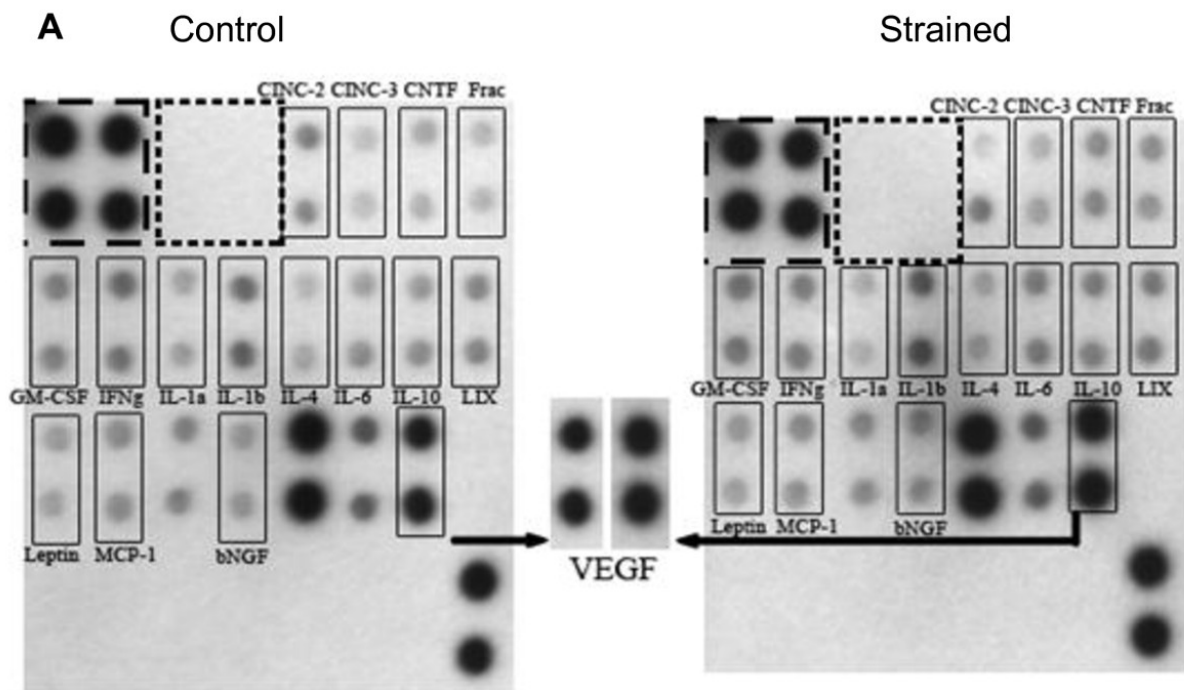 A Control Strained
CINC-2 CINC-3 CNTF Frac
CINC-2 CINC-3 CNTF Frac
GM-CSF IFNg IL-1a IL-1b IL-4 IL-6 IL-10 LIX
GM-CSF IFNg IL-1a IL-1b IL-4 IL-6 IL-10 LIX
Leptin MCP-1 bNGF
Leptin MCP-1 bNGF
VEGF